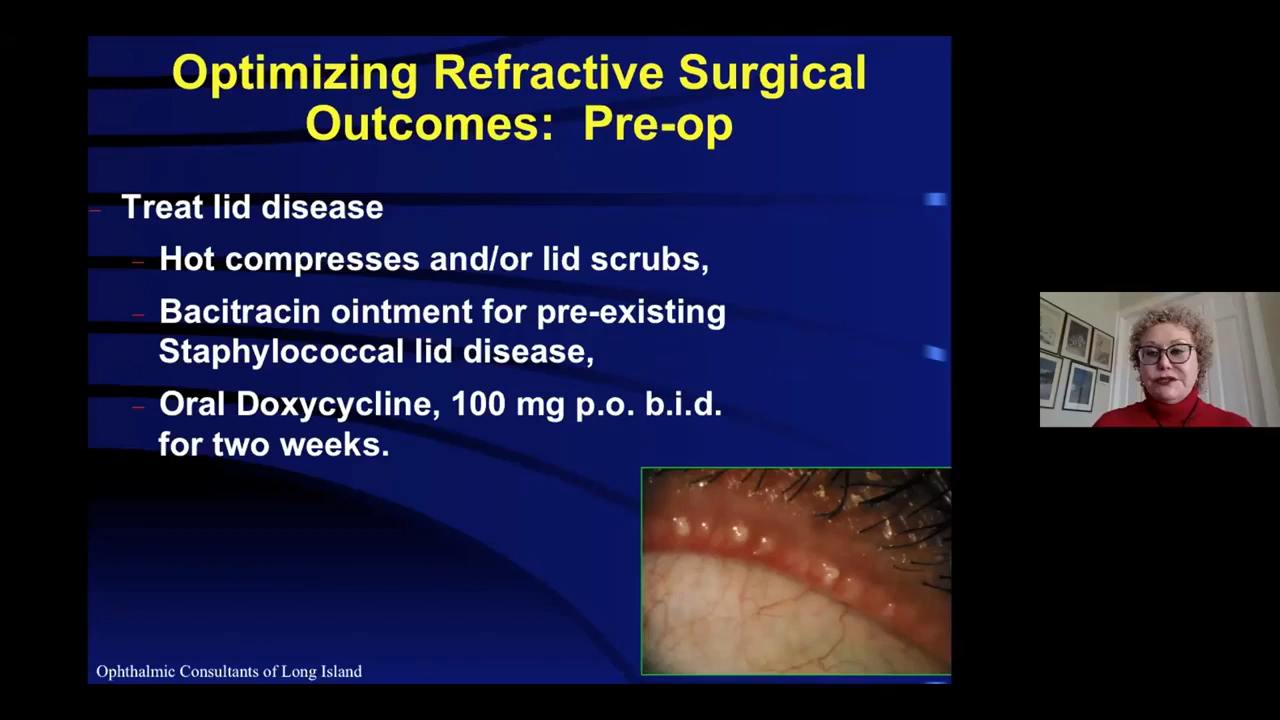 Optimizing Refractive Surgical
Outcomes: Pre-op
– Treat lid disease
– Hot compresses and/or lid scrubs,
– Bacitracin ointment for pre-existing
Staphylococcal lid disease,
– Oral Doxycycline, 100 mg p.o. b.i.d.
for two weeks.
Ophthalmic Consultants of Long Island